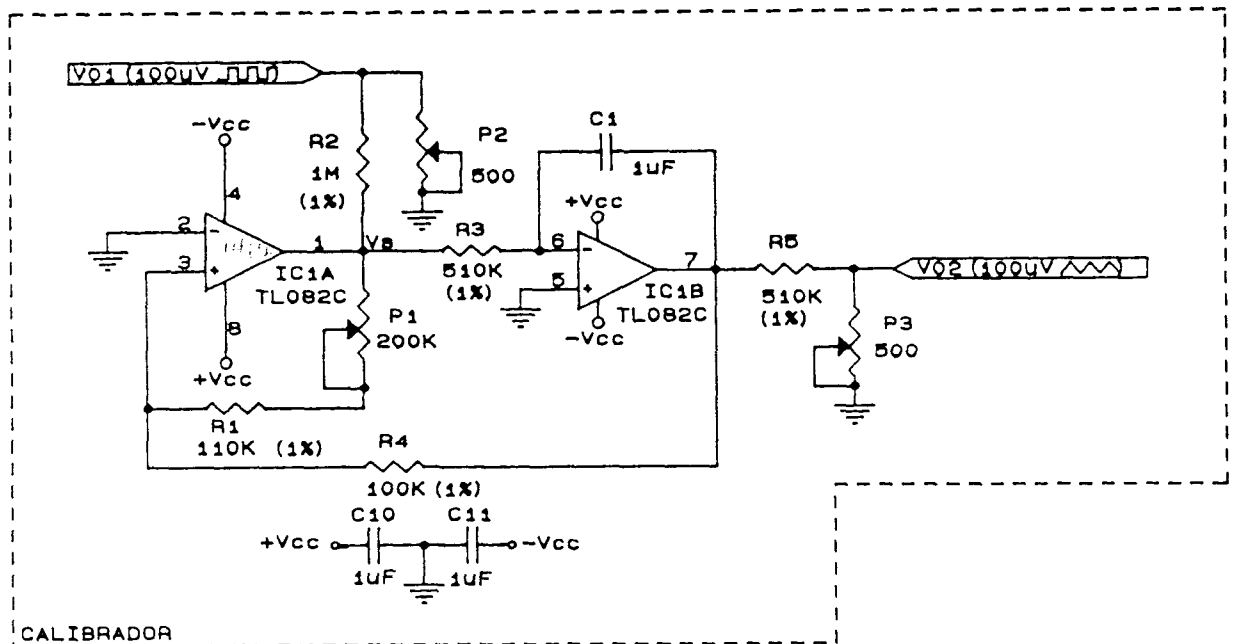 VO1 (100uV)
-Vcc
4
R2
1M
(1%)
P2
500
C1
1uF
+Vcc
2
-
3
+
1
Va
IC1A
TL082C
8
+Vcc
R3
510K
(1%)
6
-
5
+
7
IC1B
TL082C
-Vcc
R5
510K
(1%)
VO2 (100uV)
P3
500
P1
200K
R1
110K (1%)
R4
100K (1%)
C10
C11
+Vcc
-Vcc
1uF
1uF
CALIBRADOR